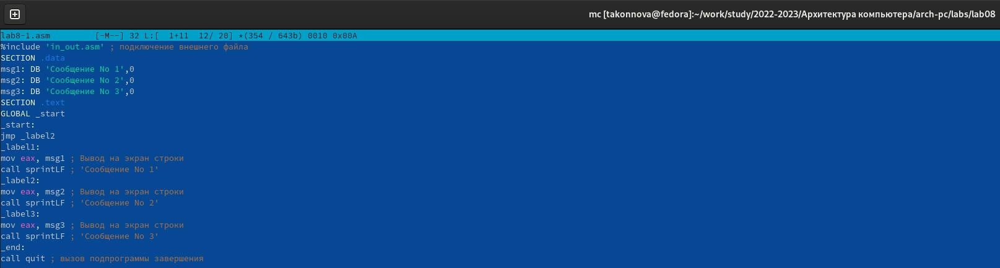 mc [takonnova@fedora]:~/work/study/2022-2023/Архитектура компьютера/arch-pc/labs/lab08
lab8-1.asm         [-M--] 32 L:[  1+11  12/ 20] *(354 / 643b) 0010 0x00A
%include 'in_out.asm' ; подключение внешнего файла
SECTION .data
msg1: DB 'Сообщение No 1',0
msg2: DB 'Сообщение No 2',0
msg3: DB 'Сообщение No 3',0
SECTION .text
GLOBAL _start
_start:
jmp _label2
_label1:
mov eax, msg1 ; Вывод на экран строки
call sprintLF ; 'Сообщение No 1'
_label2:
mov eax, msg2 ; Вывод на экран строки
call sprintLF ; 'Сообщение No 2'
_label3:
mov eax, msg3 ; Вывод на экран строки
call sprintLF ; 'Сообщение No 3'
_end:
call quit ; вызов подпрограммы завершения